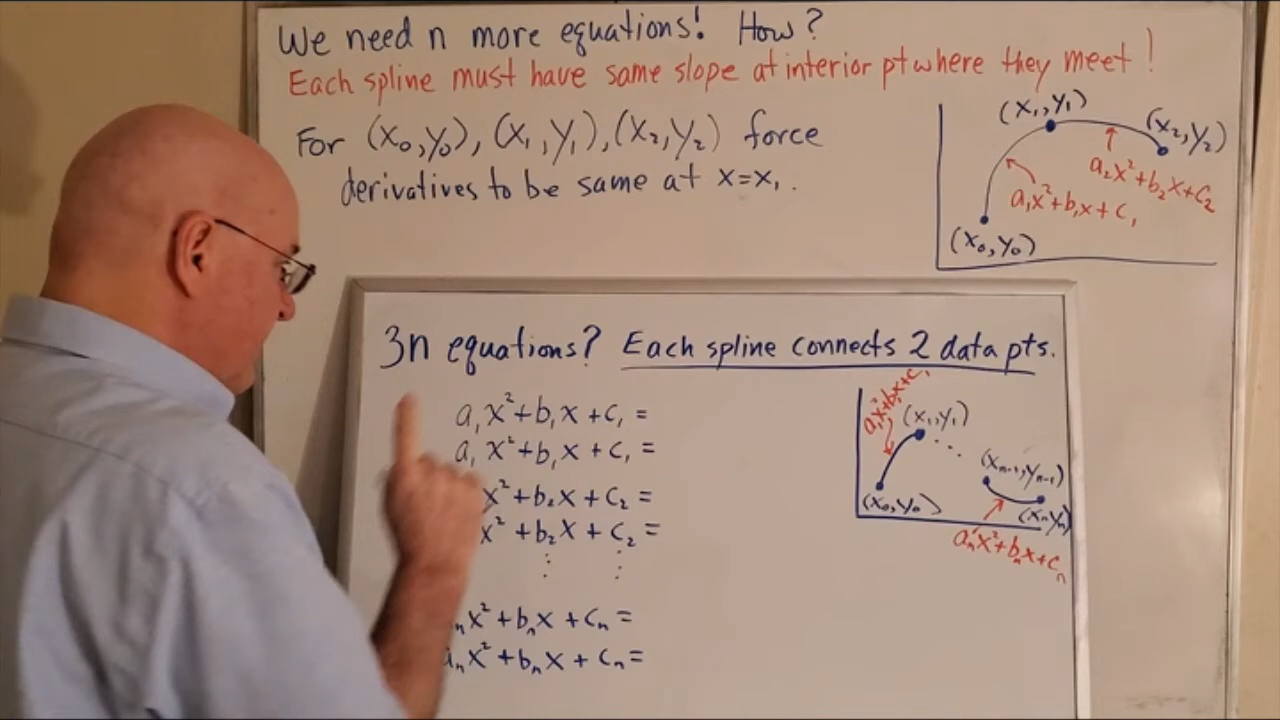 We need n more equations! How?
Each spline must have same slope at interior pt where they meet!
For (x₀,y₀), (x₁,y₁), (x₂,y₂) force
derivatives to be same at x=x₁.
(x₁,y₁)
(x₂,y₂)
a₂x²+b₂x+c₂
a₁x²+b₁x+c₁
(x₀,y₀)
3n equations? Each spline connects 2 data pts.
a₁x²+b₁x+c₁=
a₁x²+b₁x+c₁=
x²+b₂x+c₂=
x²+b₂x+c₂=
⋮ ⋮
ₙx²+bₙx+cₙ=
aₙx²+bₙx+cₙ=
a₁x²+b₁x+c₁
(x₁,y₁)
(xₙ₋₁,yₙ₋₁)
(x₀,y₀)
(xₙ,yₙ)
aₙx²+bₙx+cₙ